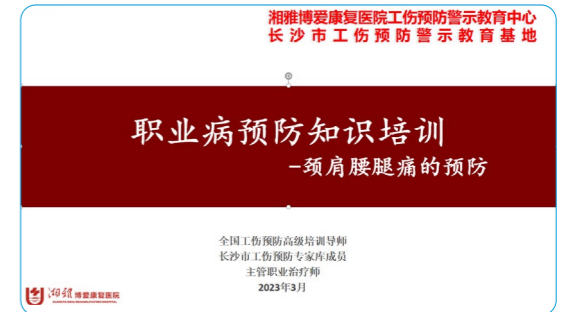 湘雅博爱康复医院工伤预防警示教育中心
长沙市工伤预防警示教育基地
职业病预防知识培训
-颈肩腰腿痛的预防
全国工伤预防高级培训导师
长沙市工伤预防专家库成员
主管职业治疗师
2023年3月
湘雅博爱康复医院